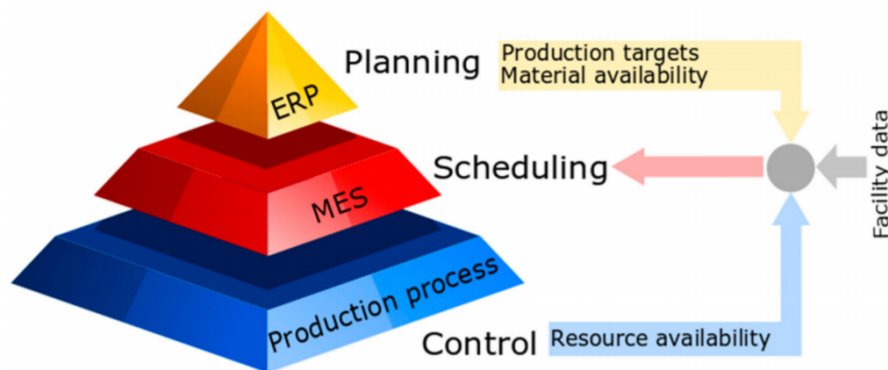 Planning
Production targets
Material availability
ERP
Scheduling
Facility data
MES
Production process
Control
Resource availability